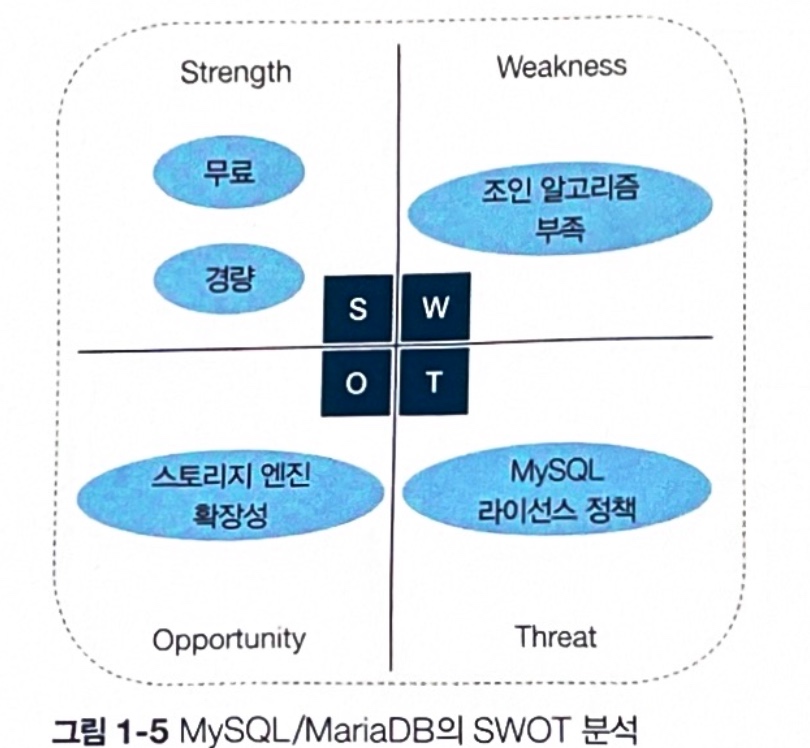 Strength
무료
경량
Weakness
조인 알고리즘
부족
S
W
O
T
스토리지 엔진
확장성
Opportunity
MySQL
라이선스 정책
Threat
그림 1-5 MySQL/MariaDB의 SWOT 분석